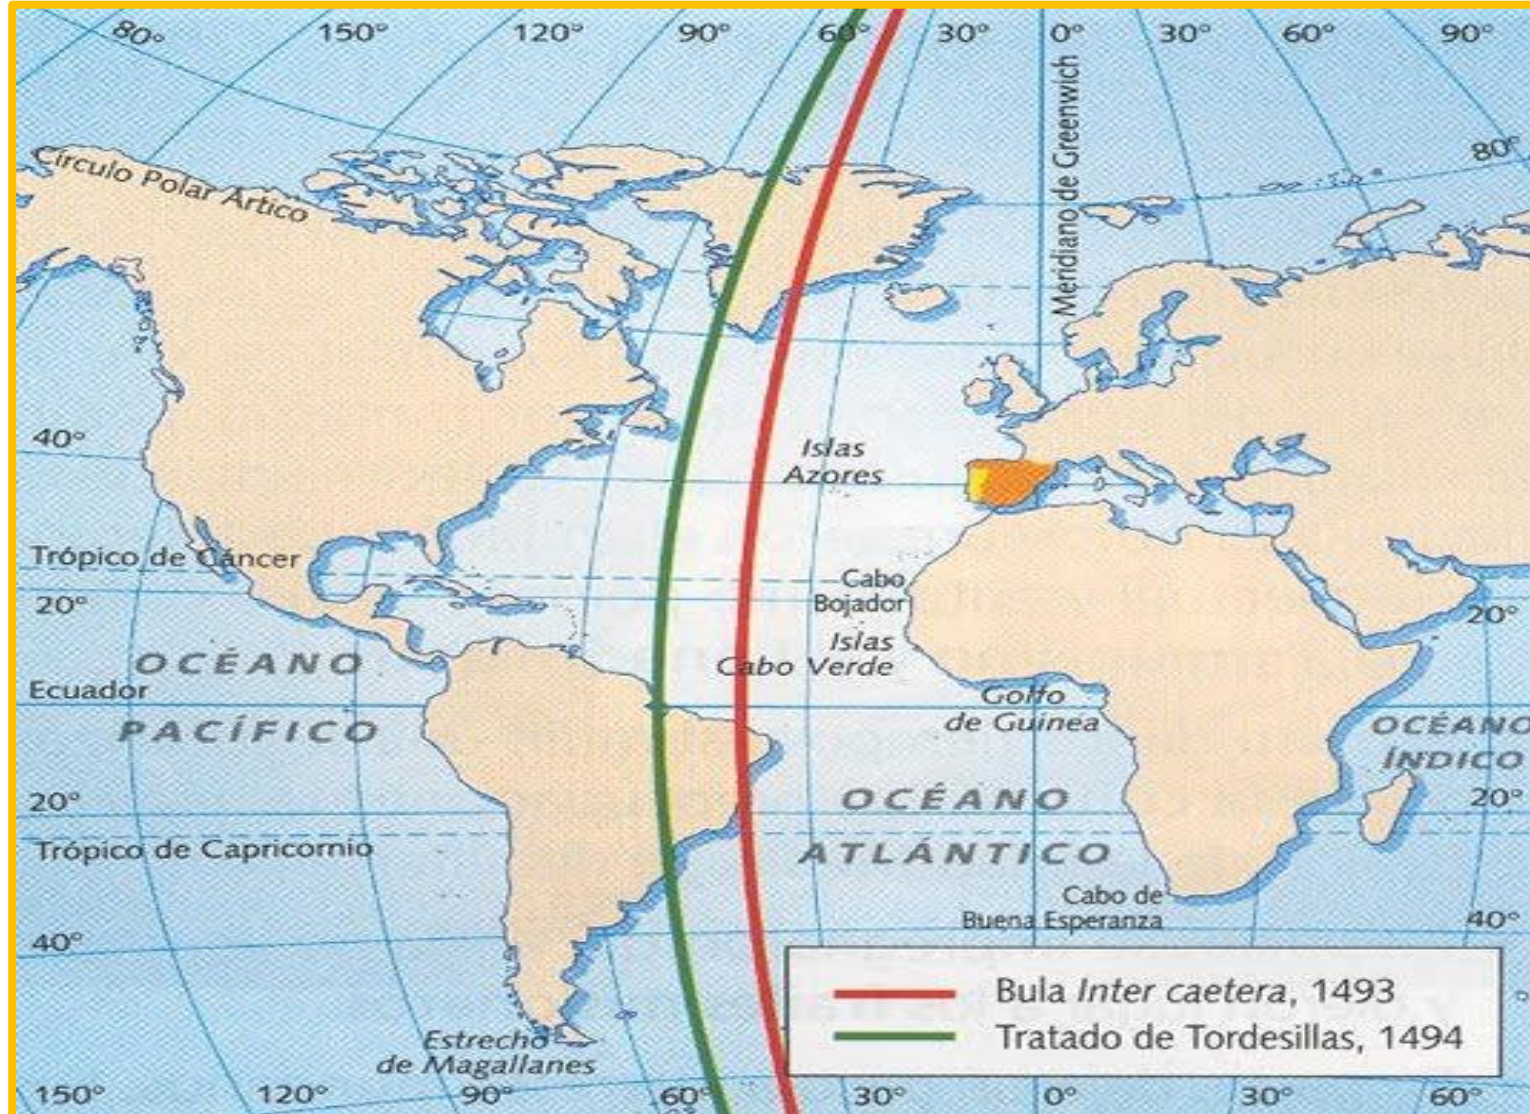 80° 150° 120° 90° 60° 30° 0° 30° 60° 90°
Meridiano de Greenwich
80°
Círculo Polar Ártico
40°
Islas
Azores
Trópico de Cáncer
20°
Cabo
Bojador
20°
Islas
Cabo Verde
OCÉANO
PACÍFICO
Ecuador
Golfo
de Guinea
OCÉANO
ÍNDICO
20°
OCÉANO
ATLÁNTICO
20°
Trópico de Capricornio
Cabo de
Buena Esperanza
40°
40°
Estrecho
de Magallanes
Bula Inter caetera, 1493
Tratado de Tordesillas, 1494
150° 120° 90° 60° 30° 0° 30° 60°